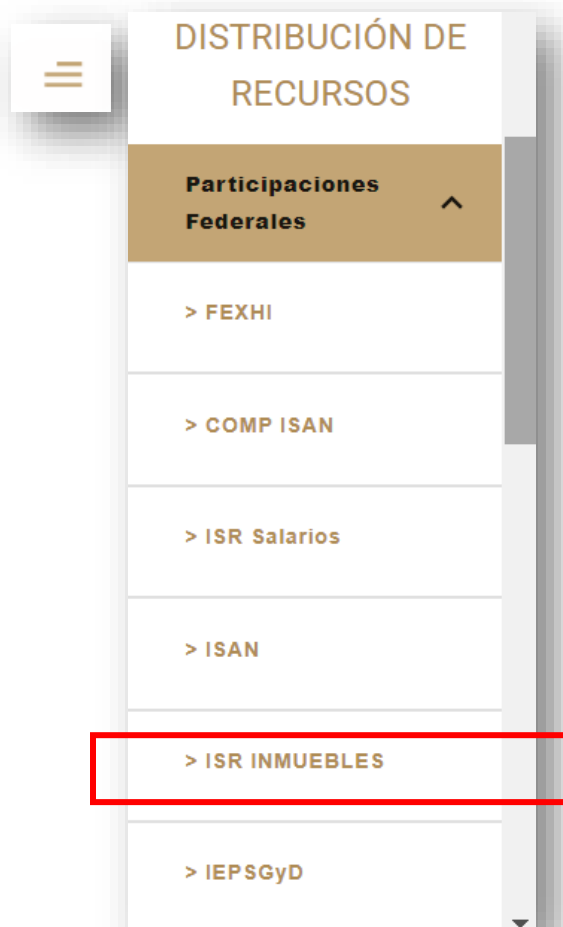 DISTRIBUCIÓN DE
RECURSOS
Participaciones
Federales
> FEXHI
> COMP ISAN
> ISR Salarios
> ISAN
> ISR INMUEBLES
> IEPSGyD